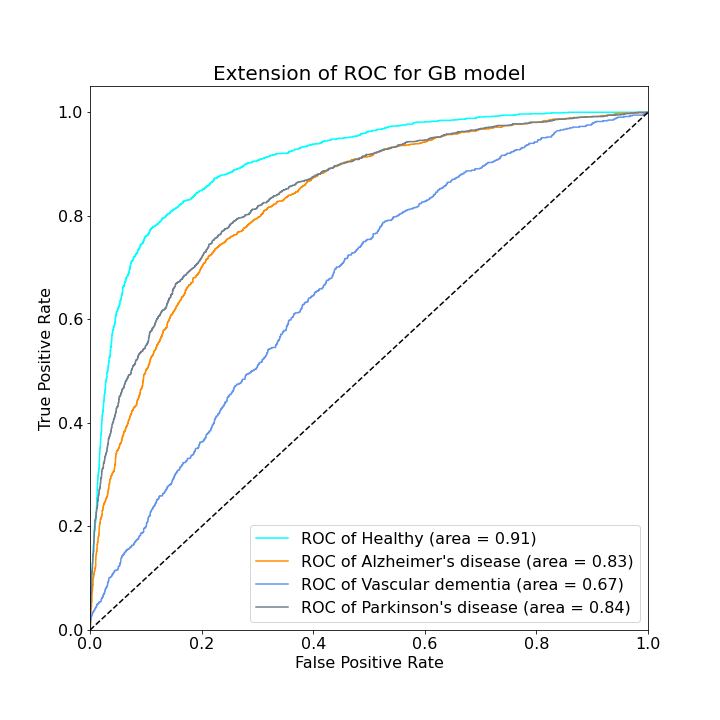 Extension of ROC for GB model
1.0
0.8
0.6
0.4
0.2
0.0
True Positive Rate
ROC of Healthy (area = 0.91)
ROC of Alzheimer's disease (area = 0.83)
ROC of Vascular dementia (area = 0.67)
ROC of Parkinson's disease (area = 0.84)
0.0 0.2 0.4 0.6 0.8 1.0
False Positive Rate